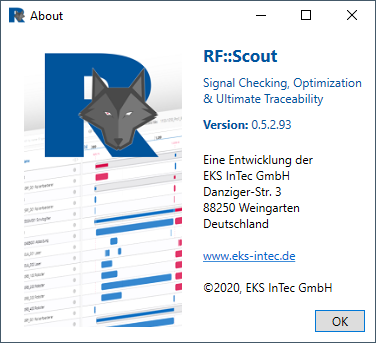 About
RF::Scout
Signal Checking, Optimization
& Ultimate Traceability
Version: 0.5.2.93
Eine Entwicklung der
EKS InTec GmbH
Danziger-Str. 3
88250 Weingarten
Deutschland
www.eks-intec.de
©2020, EKS InTec GmbH
OK